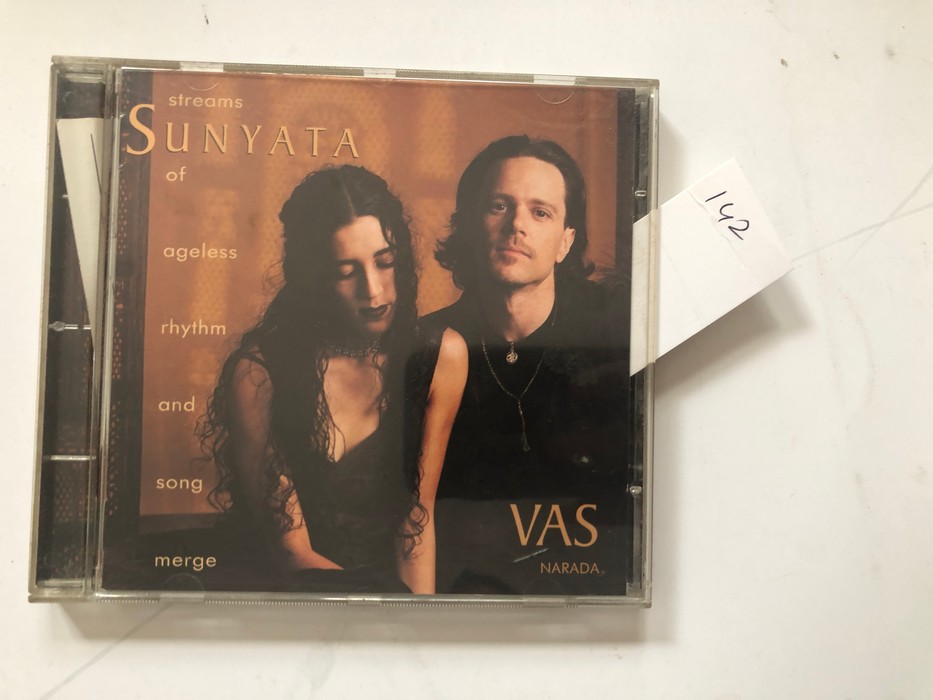 streams
SUNYATA
of
ageless
rhythm
and
song
merge
VAS
NARADA®
142